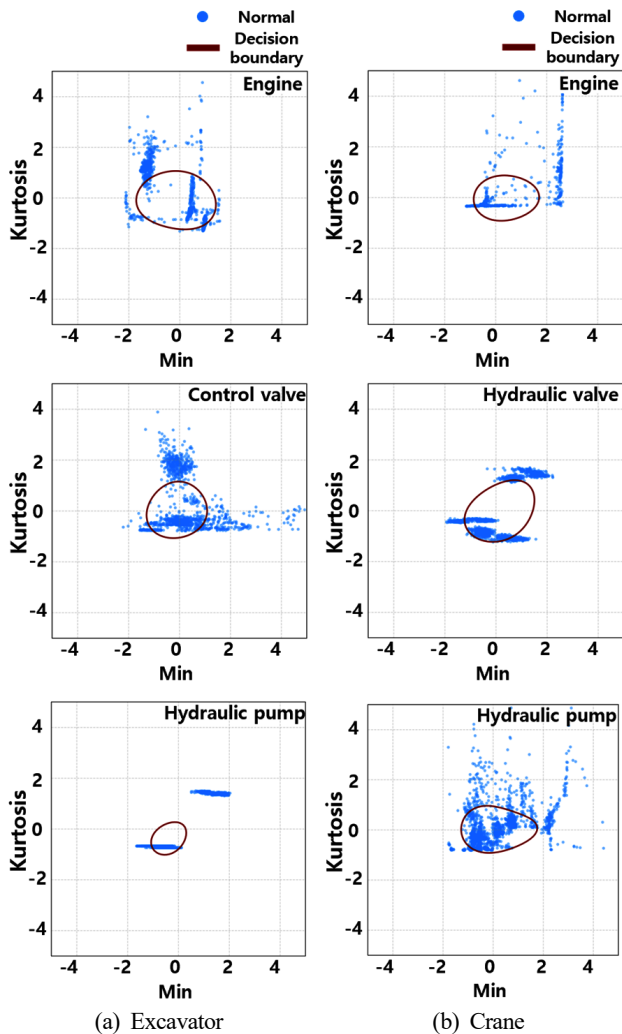 Normal
Decision
boundary
Normal
Decision
boundary
Engine
4
2
0
-2
-4
Kurtosis
-4 -2 0 2 4
Min
Engine
4
2
0
-2
-4
Kurtosis
-4 -2 0 2 4
Min
Control valve
4
2
0
-2
-4
Kurtosis
-4 -2 0 2 4
Min
Hydraulic valve
4
2
0
-2
-4
Kurtosis
-4 -2 0 2 4
Min
Hydraulic pump
4
2
0
-2
-4
Kurtosis
-4 -2 0 2 4
Min
Hydraulic pump
4
2
0
-2
-4
Kurtosis
-4 -2 0 2 4
Min
(a) Excavator
(b) Crane